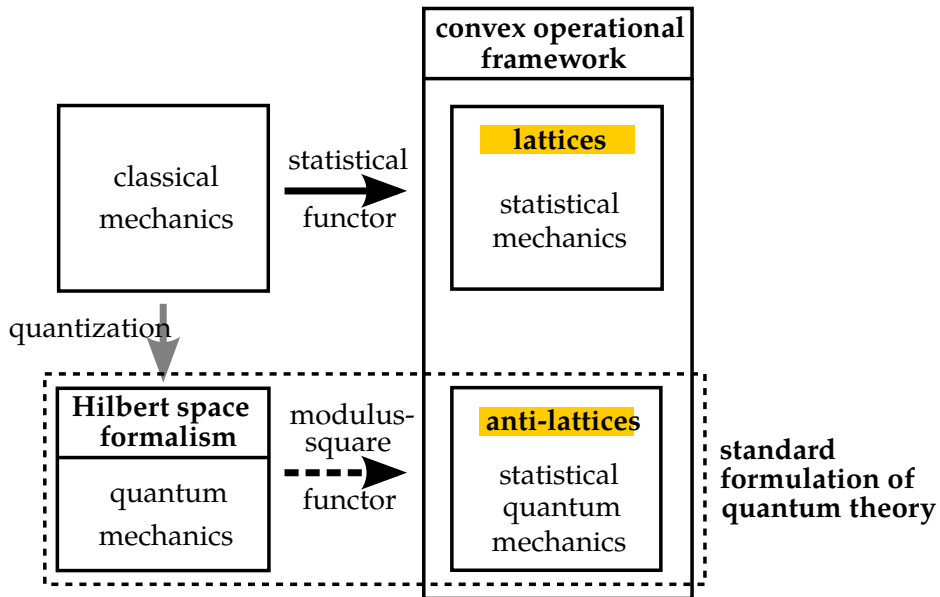 convex operational
framework
classical
mechanics
statistical
functor
lattices
statistical
mechanics
quantization
Hilbert space
formalism
quantum
mechanics
modulus-
square
functor
anti-lattices
statistical
quantum
mechanics
standard
formulation of
quantum theory